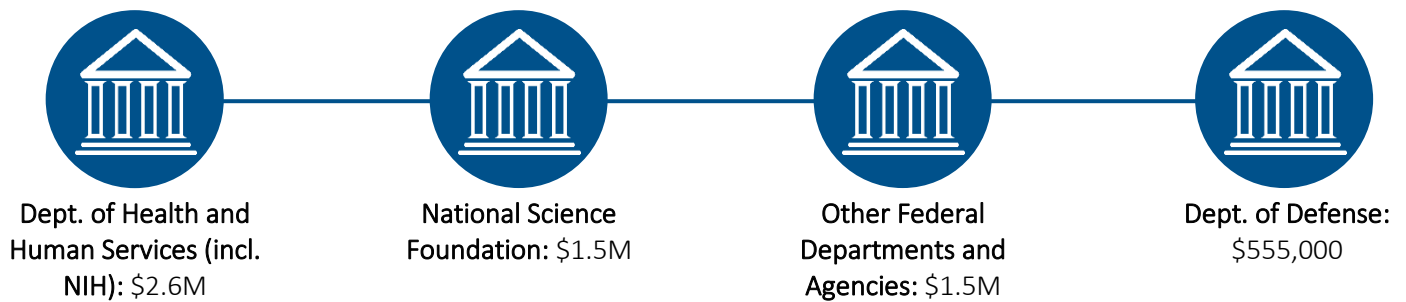 Dept. of Health and
Human Services (incl.
NIH): $2.6M
National Science
Foundation: $1.5M
Other Federal
Departments and
Agencies: $1.5M
Dept. of Defense:
$555,000